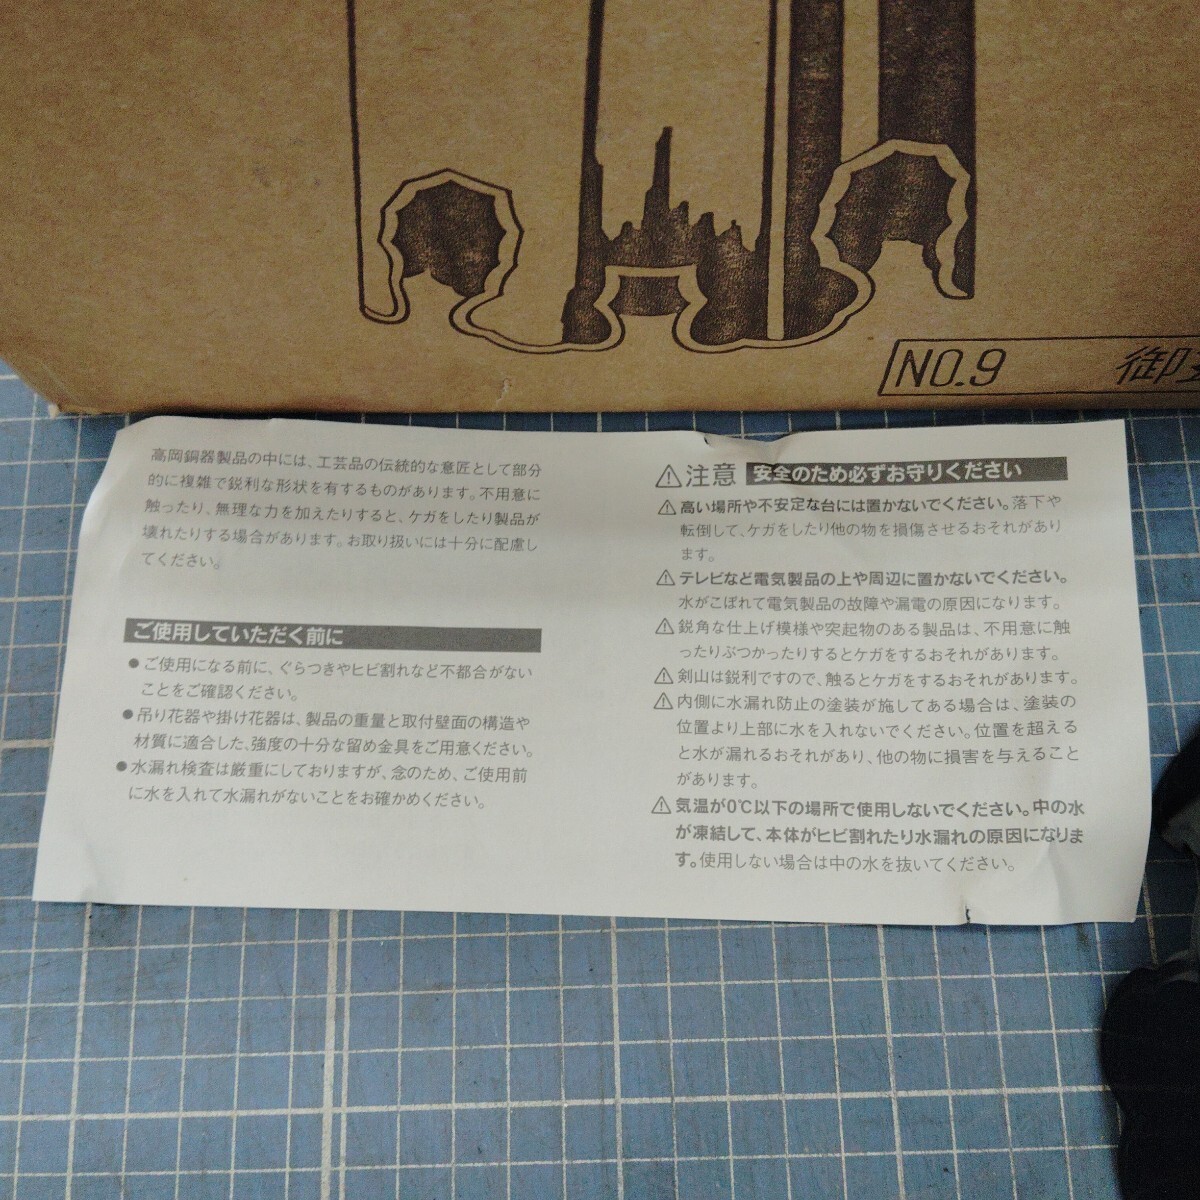 NO.9 御
高岡銅器製品の中には、工芸品の伝統的な意匠として部分
的に複雑で鋭利な形状を有するものがあります。不用意に
触ったり、無理な力を加えたりすると、ケガをしたり製品が
壊れたりする場合があります。お取り扱いには十分に配慮し
てください。
ご使用していただく前に
●ご使用になる前に、ぐらつきやヒビ割れなど不都合がない
ことをご確認ください。
●吊り花器や掛け花器は、製品の重量と取付壁面の構造や
材質に適合した、強度の十分な留め金具をご用意ください。
●水漏れ検査は厳重にしておりますが、念のため、ご使用前
に水を入れて水漏れがないことをお確かめください。
⚠注意 安全のため必ずお守りください
⚠高い場所や不安定な台には置かないでください。落下や
転倒して、ケガをしたり他の物を損傷させるおそれがあり
ます。
⚠テレビなど電気製品の上や周辺に置かないでください。
水がこぼれて電気製品の故障や漏電の原因になります。
⚠鋭角な仕上げ模様や突起物のある製品は、不用意に触
ったりぶつかったりするとケガをするおそれがあります。
⚠剣山は鋭利ですので、触るとケガをするおそれがあります。
⚠内側に水漏れ防止の塗装が施してある場合は、塗装の
位置より上部に水を入れないでください。位置を超える
と水が漏れるおそれがあり、他の物に損害を与えること
があります。
⚠気温が0℃以下の場所で使用しないでください。中の水
が凍結して、本体がヒビ割れたり水漏れの原因になりま
す。使用しない場合は中の水を抜いてください。